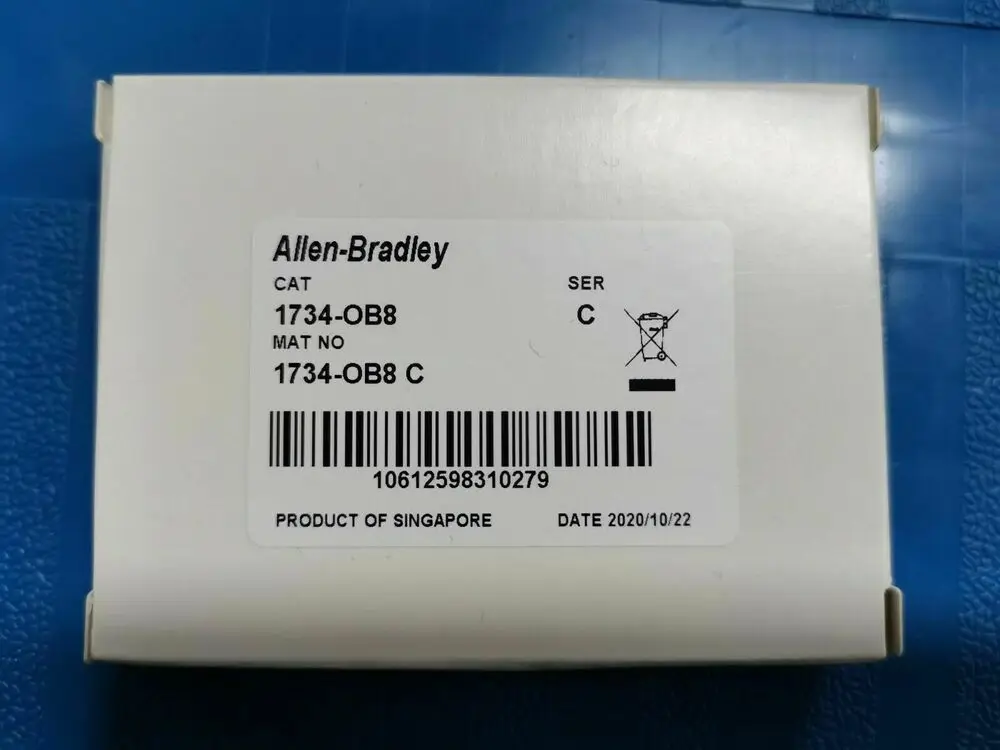 Allen-Bradley
CAT SER
1734-OB8 C
MAT NO
1734-OB8 C
10612598310279
PRODUCT OF SINGAPORE DATE 2020/10/22